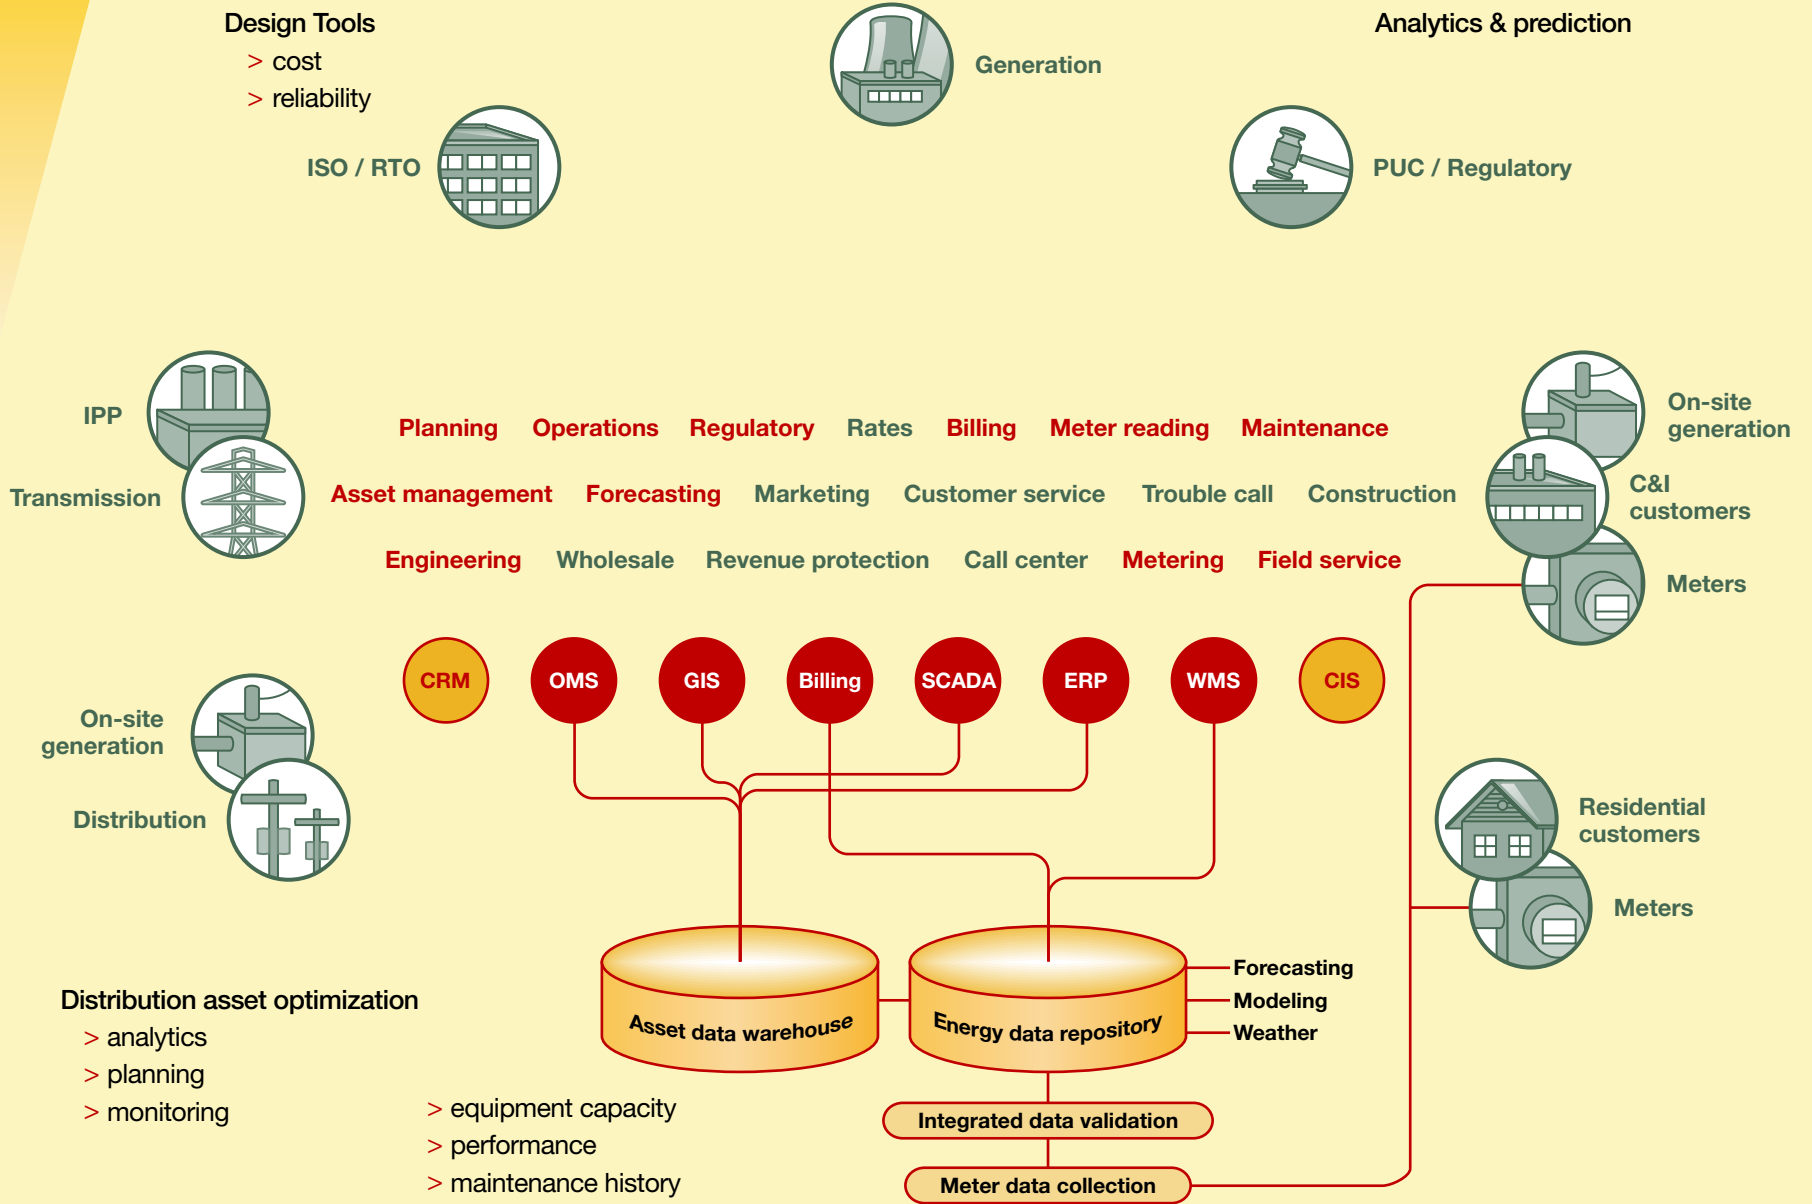 Design Tools
> cost
> reliability
Analytics & prediction
Generation
ISO / RTO
PUC / Regulatory
IPP
Transmission
On-site
generation
C&I
customers
Meters
Planning Operations Regulatory Rates Billing Meter reading Maintenance
Asset management Forecasting Marketing Customer service Trouble call Construction
Engineering Wholesale Revenue protection Call center Metering Field service
CRM OMS GIS Billing SCADA ERP WMS CIS
On-site
generation
Distribution
Residential
customers
Meters
Asset data warehouse
Energy data repository
Forecasting
Modeling
Weather
Distribution asset optimization
> analytics
> planning
> monitoring
> equipment capacity
> performance
> maintenance history
Integrated data validation
Meter data collection